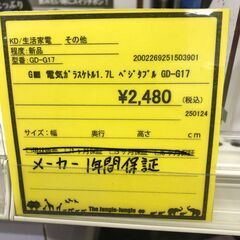 KD/生活家電 その他
程度:新品
型番:GD-G17 2002269251503901
電気ガラスケトル1.7L ベジタブル GD-G17
¥2,480(税込)
250124
サイズ:幅 奥行 高さ cm
メーカー1年間保証
The Jungle-Jungle